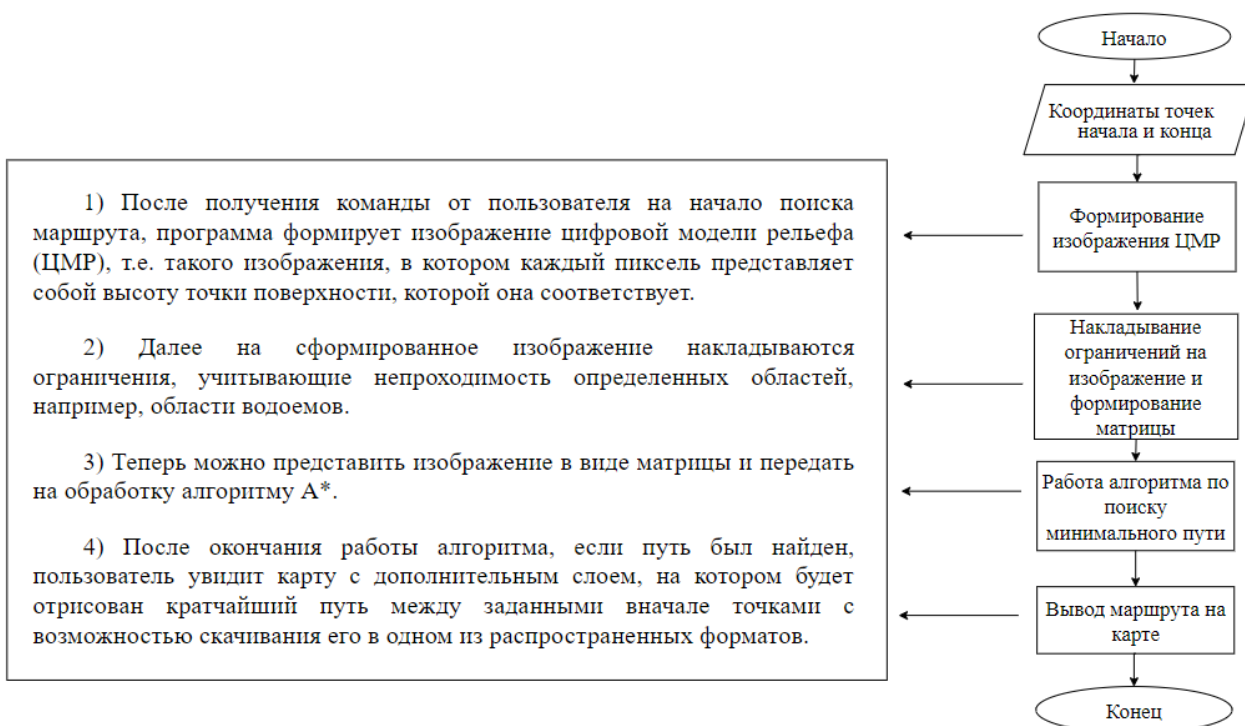 Начало
Координаты точек
начала и конца
1) После получения команды от пользователя на начало поиска
маршрута, программа формирует изображение цифровой модели рельефа
(ЦМР), т.е. такого изображения, в котором каждый пиксель представляет
собой высоту точки поверхности, которой она соответствует.
2) Далее на сформированное изображение накладываются
ограничения, учитывающие непроходимость определенных областей,
например, области водоемов.
3) Теперь можно представить изображение в виде матрицы и передать
на обработку алгоритму А*.
4) После окончания работы алгоритма, если путь был найден,
пользователь увидит карту с дополнительным слоем, на котором будет
отрисован кратчайший путь между заданными вначале точками с
возможностью скачивания его в одном из распространенных форматов.
Формирование
изображения ЦМР
Накладывание
ограничений на
изображение и
формирование
матрицы
Работа алгоритма по
поиску
минимального пути
Вывод маршрута на
карте
Конец